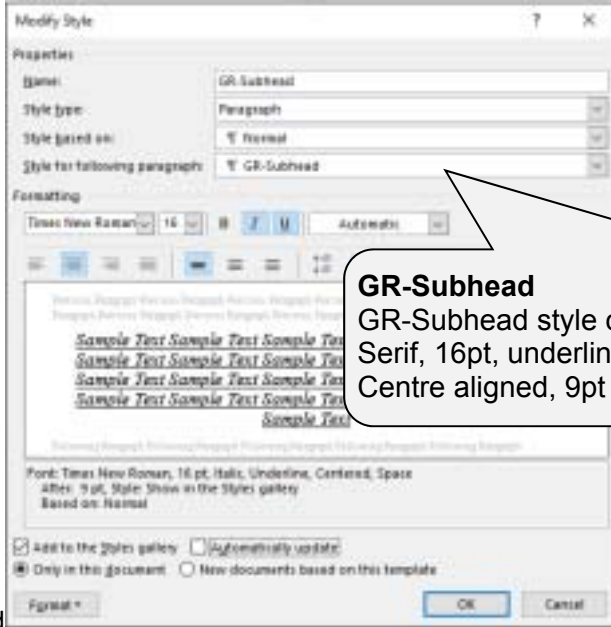 Modify Style ? ×
Properties
Name: GR-Subhead
Style type: Paragraph
Style based on: ¶ Normal
Style for following paragraph: ¶ GR-Subhead
Formatting
Times New Roman 16 B I U Automatic
GR-Subhead
GR-Subhead style
Serif, 16pt,
Centre aligned, 9pt
Sample Text Sample Text Sample Tex
Sample Text Sample Text Sample Tex
Sample Text Sample Text Sample Tex
Sample Text Sample Text Sample Tex
Sample Text
Font: Times New Roman, 16 pt, Italic, Underline, Centered, Space
After: 9 pt, Style: Show in the Styles gallery
Based on: Normal
Add to the Styles gallery Automatically update
Only in this document New documents based on this template
Format OK Cancel